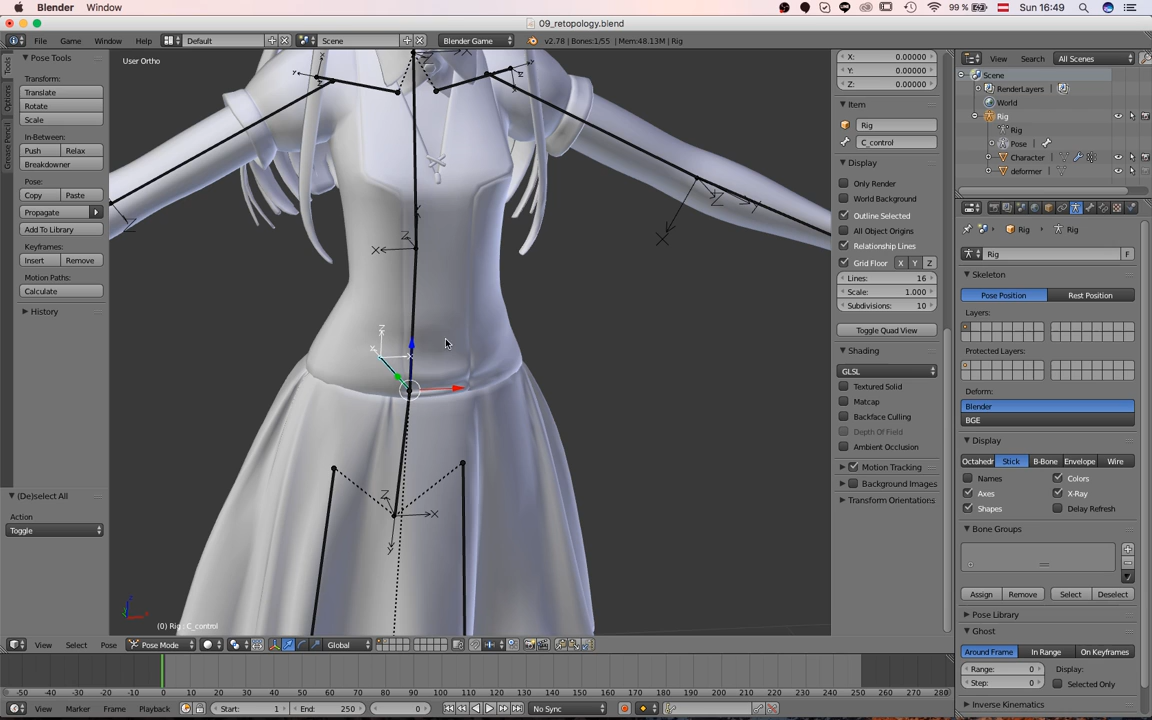 Blender Window 99 % Sun 16:49
09_retopology.blend
File Game Window Help Default Scene Blender Game v2.78 | Bones:1/55 | Mem:48.13M | Rig
Tools
Options
Grease Pencil
Pose Tools
Transform:
Translate
Rotate
Scale
In-Between:
Push Relax
Breakdowner
Pose:
Copy Paste
Propagate
Add To Library
Keyframes:
Insert Remove
Motion Paths:
Calculate
History
(De)select All
Action
Toggle
User Ortho
(0) Rig : C_control
X: 0.00000
Y: 0.00000
Z: 0.00000
Item
Rig
C_control
Display
Only Render
World Background
Outline Selected
All Object Origins
Relationship Lines
Grid Floor X Y Z
Lines: 16
Scale: 1.000
Subdivisions: 10
Toggle Quad View
Shading
GLSL
Textured Solid
Matcap
Backface Culling
Depth Of Field
Ambient Occlusion
Motion Tracking
Background Images
Transform Orientations
View Search All Scenes
Scene
RenderLayers
World
Rig
Rig
Pose
Character
deformer
Rig Rig
Rig F
Skeleton
Pose Position Rest Position
Layers:
Protected Layers:
Deform:
Blender
BGE
Display
Octahedr Stick B-Bone Envelope Wire
Names Colors
Axes X-Ray
Shapes Delay Refresh
Bone Groups
Assign Remove Select Deselect
Pose Library
Ghost
Around Frame In Range On Keyframes
Range: 0 Display:
Step: 0 Selected Only
Inverse Kinematics
View Select Pose Pose Mode Global
-50 -40 -30 -20 -10 0 10 20 30 40 50 60 70 80 90 100 110 120 130 140 150 160 170 180 190 200 210 220 230 240 250 260 270 280
View Marker Frame Playback Start: 1 End: 250 0 No Sync